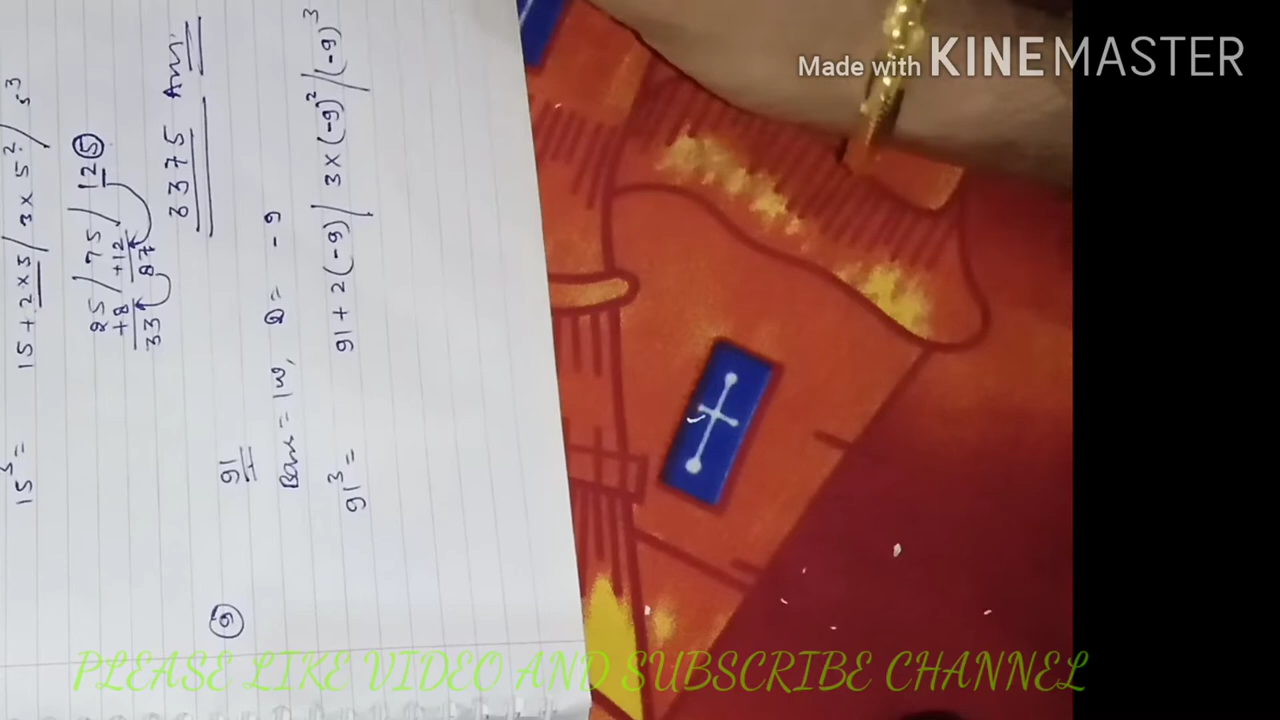 Made with KINEMASTER
15³ = 15 + 2 × 5 / 3 × 5² / 5³
25 / 75 / 125
+8 / +12
33 87
3375 Ans.
9 91
Base = 100, D = - 9
91³ = 91 + 2(-9) / 3 × (-9)² / (-9)³
PLEASE LIKE VIDEO AND SUBSCRIBE CHANNEL